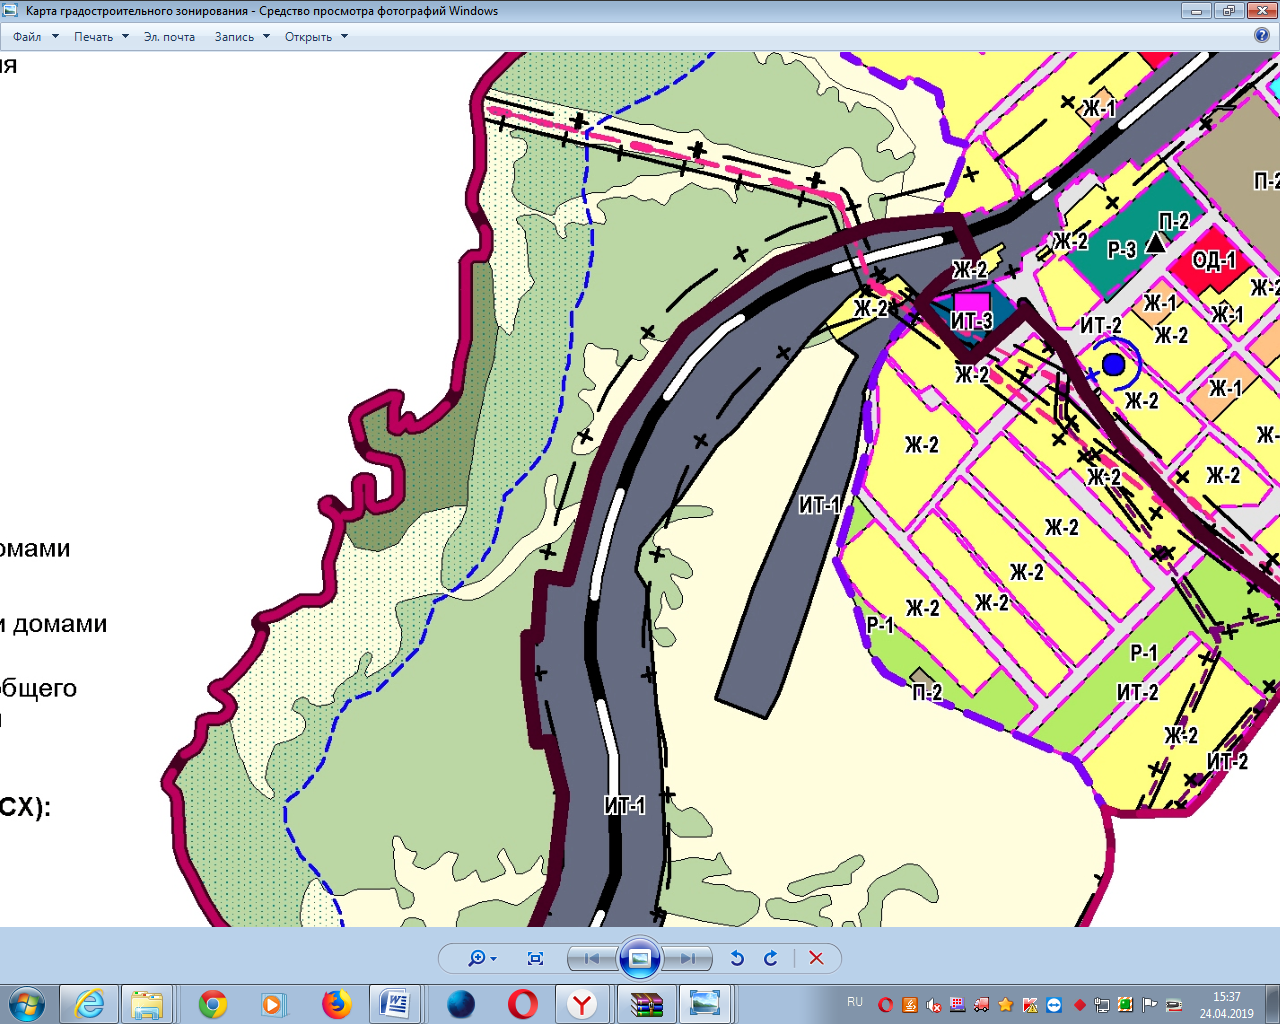 Карта градостроительного зонирования - Средство просмотра фотографий Windows
Файл Печать Эл. почта Запись Открыть
ия
Ж-1
П-2
П-2
Ж-2
Р-3
ОД-1
Ж-2
Ж-2
Ж-1
Ж-2
Ж-1
ИТ-3
ИТ-2
Ж-2
Ж-2
Ж-1
Ж-2
Ж-2
Ж-
Ж-2
Ж-2
ИТ-1
Ж-2
омами
Ж-2
Ж-2
Ж-2
и домами
Р-1
Р-1
общего
П-2
ИТ-2
Ж-2
ИТ-2
СХ):
ИТ-1
RU
15:37
24.04.2019